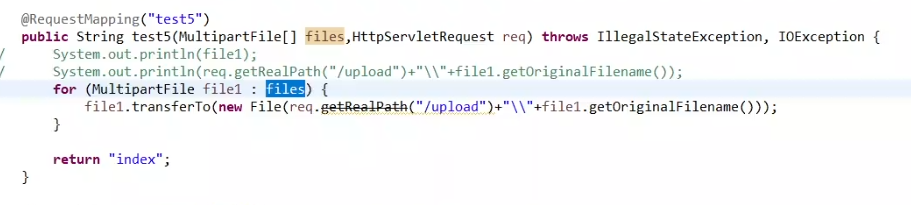 @RequestMapping("test5")
public String test5(MultipartFile[] files,HttpServletRequest req) throws IllegalStateException, IOException {
/ System.out.println(file1);
/ System.out.println(req.getRealPath("/upload")+"\\"+file1.getOriginalFilename());
for (MultipartFile file1 : files) {
file1.transferTo(new File(req.getRealPath("/upload")+"\\"+file1.getOriginalFilename()));
}
return "index";
}